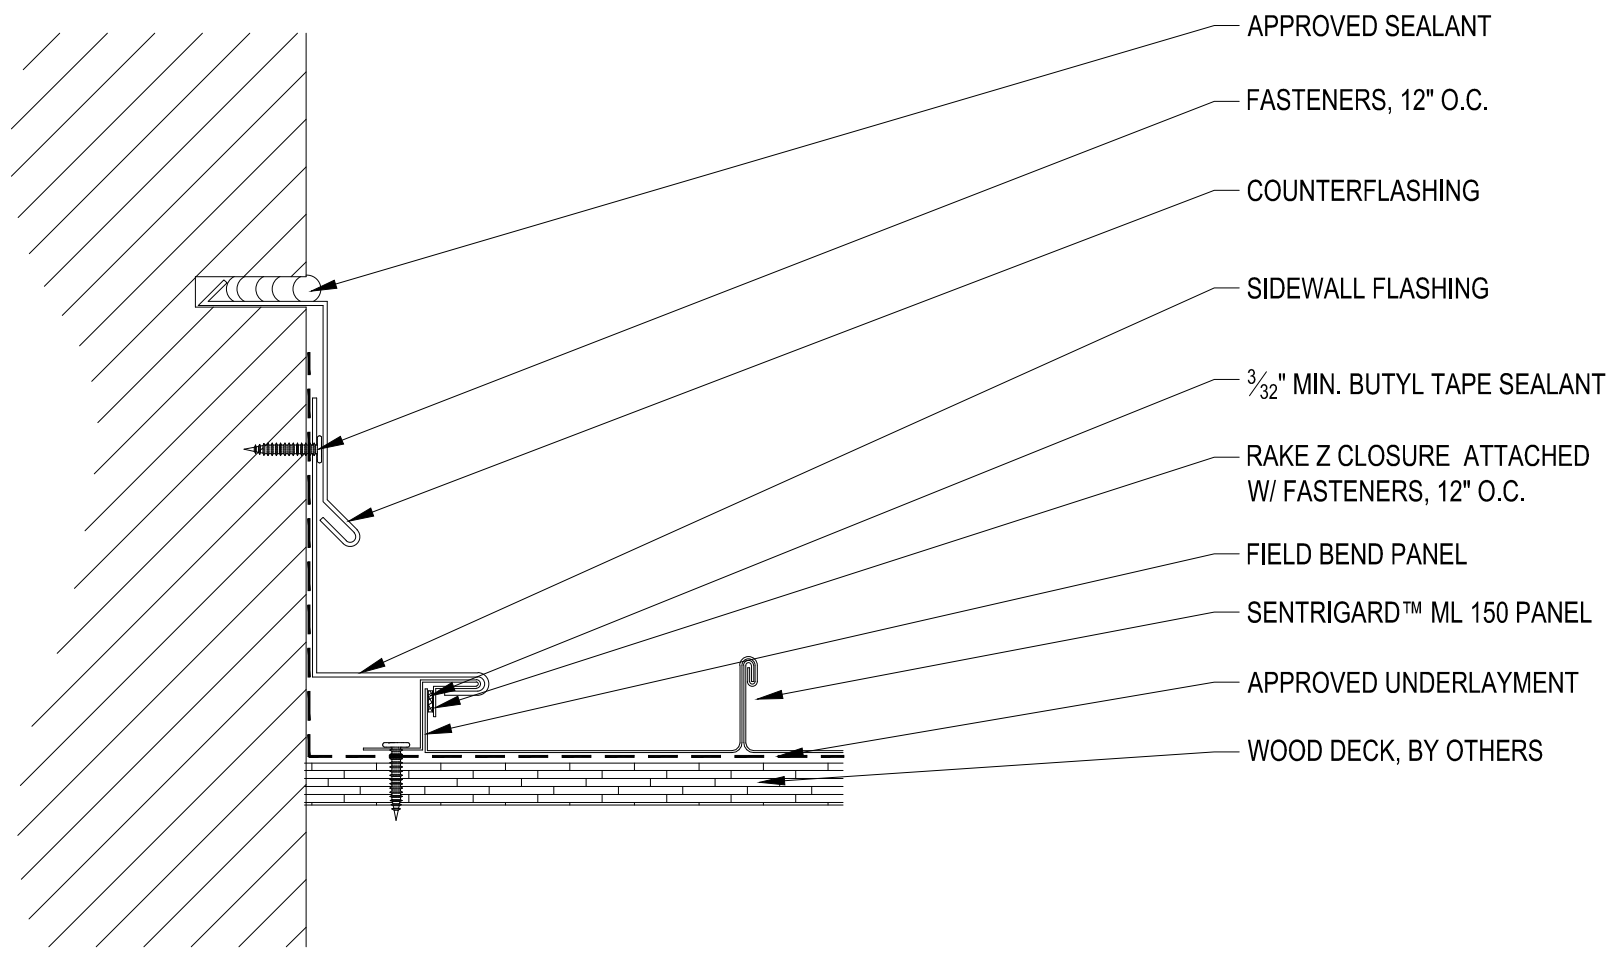 APPROVED SEALANT
FASTENERS, 12" O.C.
COUNTERFLASHING
SIDEWALL FLASHING
3/32" MIN. BUTYL TAPE SEALANT
RAKE Z CLOSURE ATTACHED
W/ FASTENERS, 12" O.C.
FIELD BEND PANEL
SENTRIGARD™ ML 150 PANEL
APPROVED UNDERLAYMENT
WOOD DECK, BY OTHERS